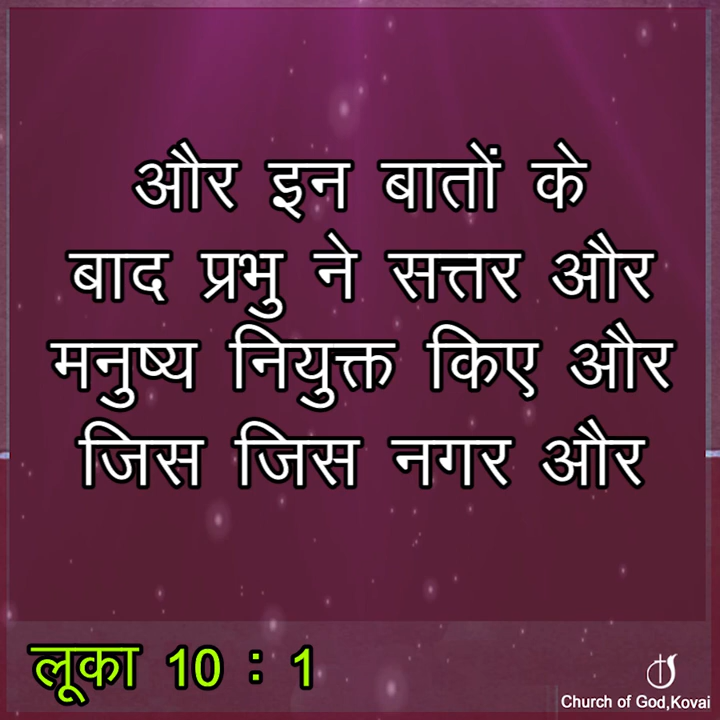 और इन बातों के
बाद प्रभु ने सत्तर और
मनुष्य नियुक्त किए और
जिस जिस नगर और
लूका 10 : 1
Church of God,Kovai